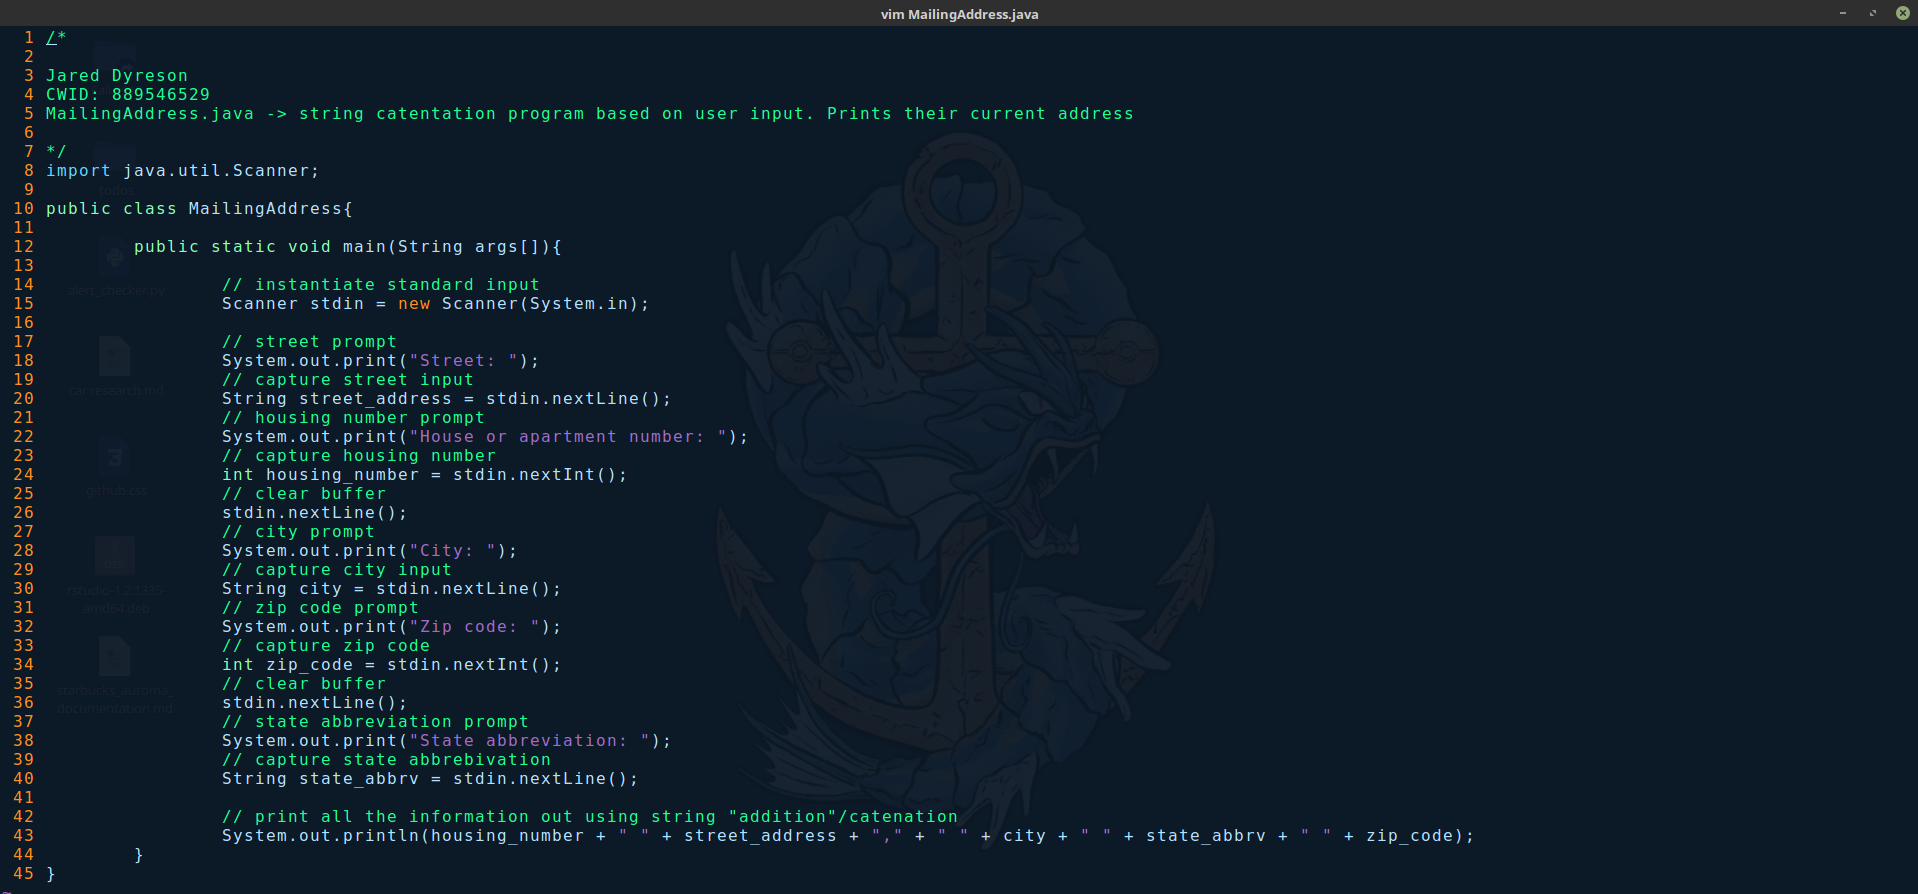 vim MailingAddress.java
1 /*
2
3 Jared Dyreson
4 CWID: 889546529
5 MailingAddress.java -> string catentation program based on user input. Prints their current address
6
7 */
8 import java.util.Scanner;
9
10 public class MailingAddress{
11
12 public static void main(String args[]){
13
14 // instantiate standard input
15 Scanner stdin = new Scanner(System.in);
16
17 // street prompt
18 System.out.print("Street: ");
19 // capture street input
20 String street_address = stdin.nextLine();
21 // housing number prompt
22 System.out.print("House or apartment number: ");
23 // capture housing number
24 int housing_number = stdin.nextInt();
25 // clear buffer
26 stdin.nextLine();
27 // city prompt
28 System.out.print("City: ");
29 // capture city input
30 String city = stdin.nextLine();
31 // zip code prompt
32 System.out.print("Zip code: ");
33 // capture zip code
34 int zip_code = stdin.nextInt();
35 // clear buffer
36 stdin.nextLine();
37 // state abbreviation prompt
38 System.out.print("State abbreviation: ");
39 // capture state abbrebivation
40 String state_abbrv = stdin.nextLine();
41
42 // print all the information out using string "addition"/catenation
43 System.out.println(housing_number + " " + street_address + "," + " " + city + " " + state_abbrv + " " + zip_code);
44 }
45 }
~
todos
alert_checker.py
car-research.md
github.css
rstudio-1.2.1335-
amd64.deb
starbucks_automa_
documentation.md